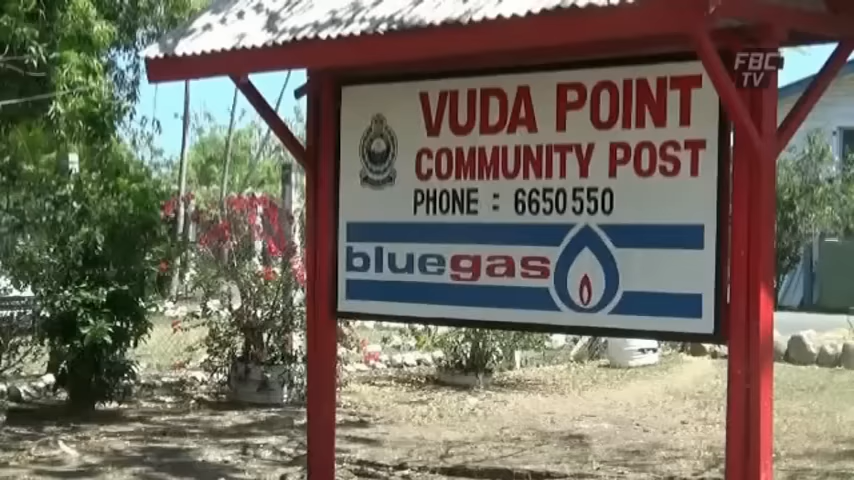 FBC
TV
VUDA POINT
COMMUNITY POST
PHONE : 6650550
bluegas